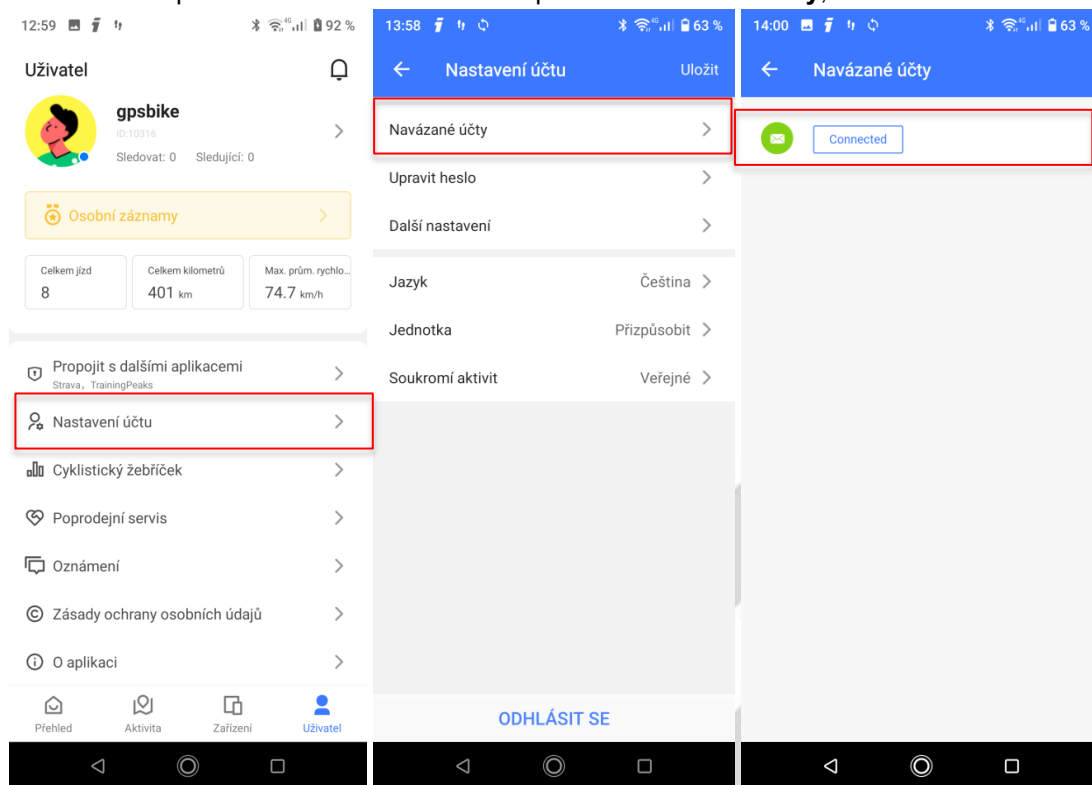 12:59 92 %
Uživatel
gpsbike
ID:10316
Sledovat: 0 Sledující: 0
Osobní záznamy
Celkem jízd
8
Celkem kilometrů
401 km
Max. prům. rychlo...
74.7 km/h
Propojit s dalšími aplikacemi
Strava，TrainingPeaks
Nastavení účtu
Cyklistický žebříček
Poprodejní servis
Oznámení
Zásady ochrany osobních údajů
O aplikaci
Přehled Aktivita Zařízení Uživatel
13:58 4G 63 %
Nastavení účtu Uložit
Navázané účty
Upravit heslo
Další nastavení
Jazyk Čeština
Jednotka Přizpůsobit
Soukromí aktivit Veřejné
ODHLÁSIT SE
14:00 4G 63 %
Navázané účty
Connected